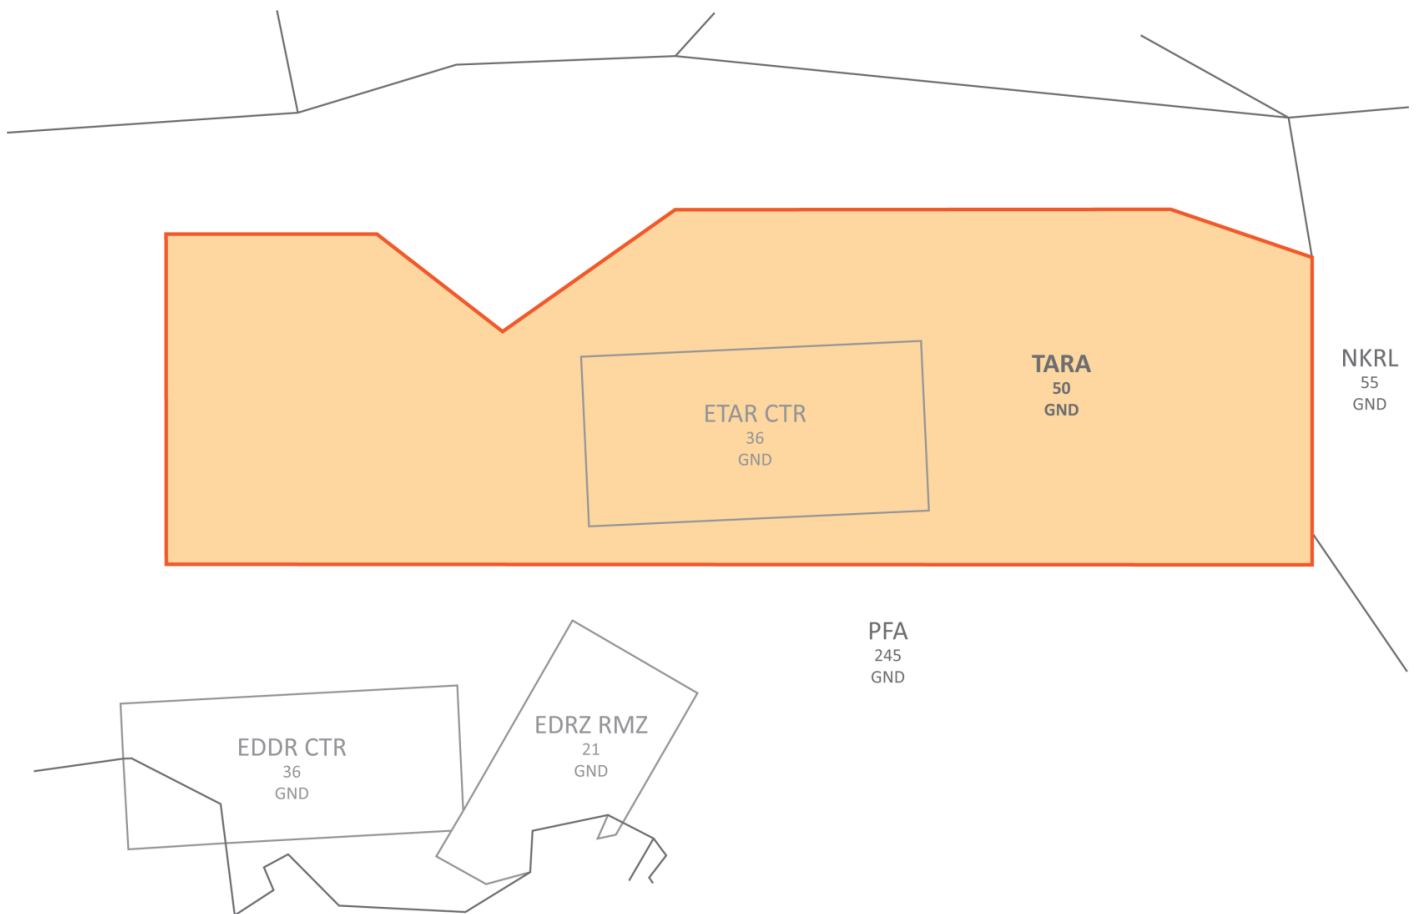 TARA
50
GND
NKRL
55
GND
ETAR CTR
36
GND
PFA
245
GND
EDRZ RMZ
21
GND
EDDR CTR
36
GND